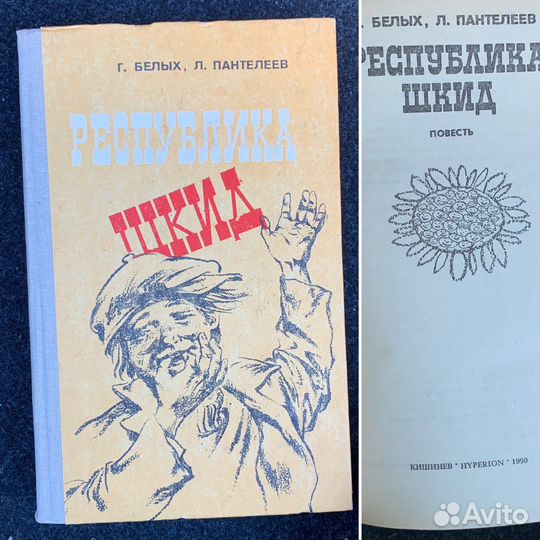 Г. БЕЛЫХ, Л. ПАНТЕЛЕЕВ
РЕСПУБЛИКА
ШКИД
. БЕЛЫХ, Л. ПАНТЕЛЕЕВ
РЕСПУБЛИКА
ШКИД
ПОВЕСТЬ
КИШИНЕВ * HYPERION * 1990
Avito